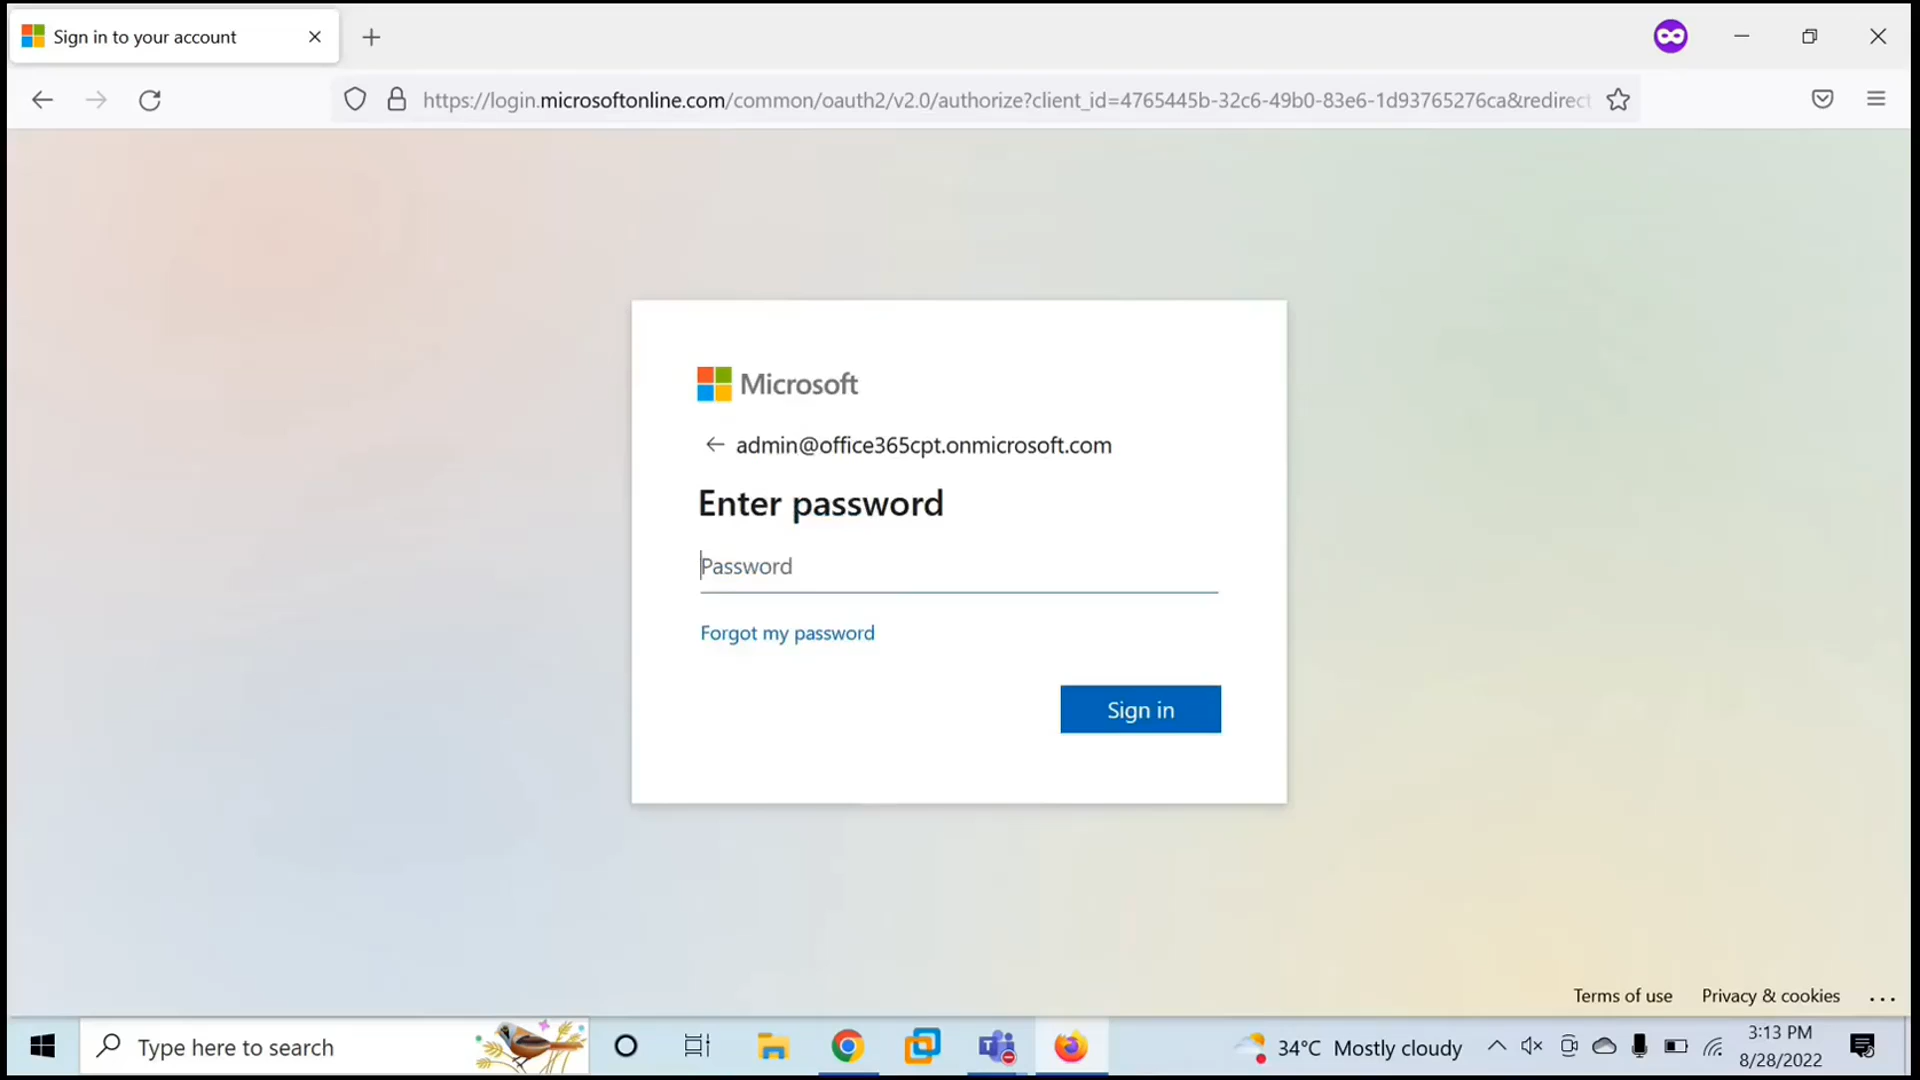 Sign in to your account
https://login.microsoftonline.com/common/oauth2/v2.0/authorize?client_id=4765445b-32c6-49b0-83e6-1d93765276ca&redirect
Microsoft
admin@office365cpt.onmicrosoft.com
Enter password
Password
Forgot my password
Sign in
Terms of use Privacy & cookies ...
Type here to search
34°C Mostly cloudy
3:13 PM
8/28/2022